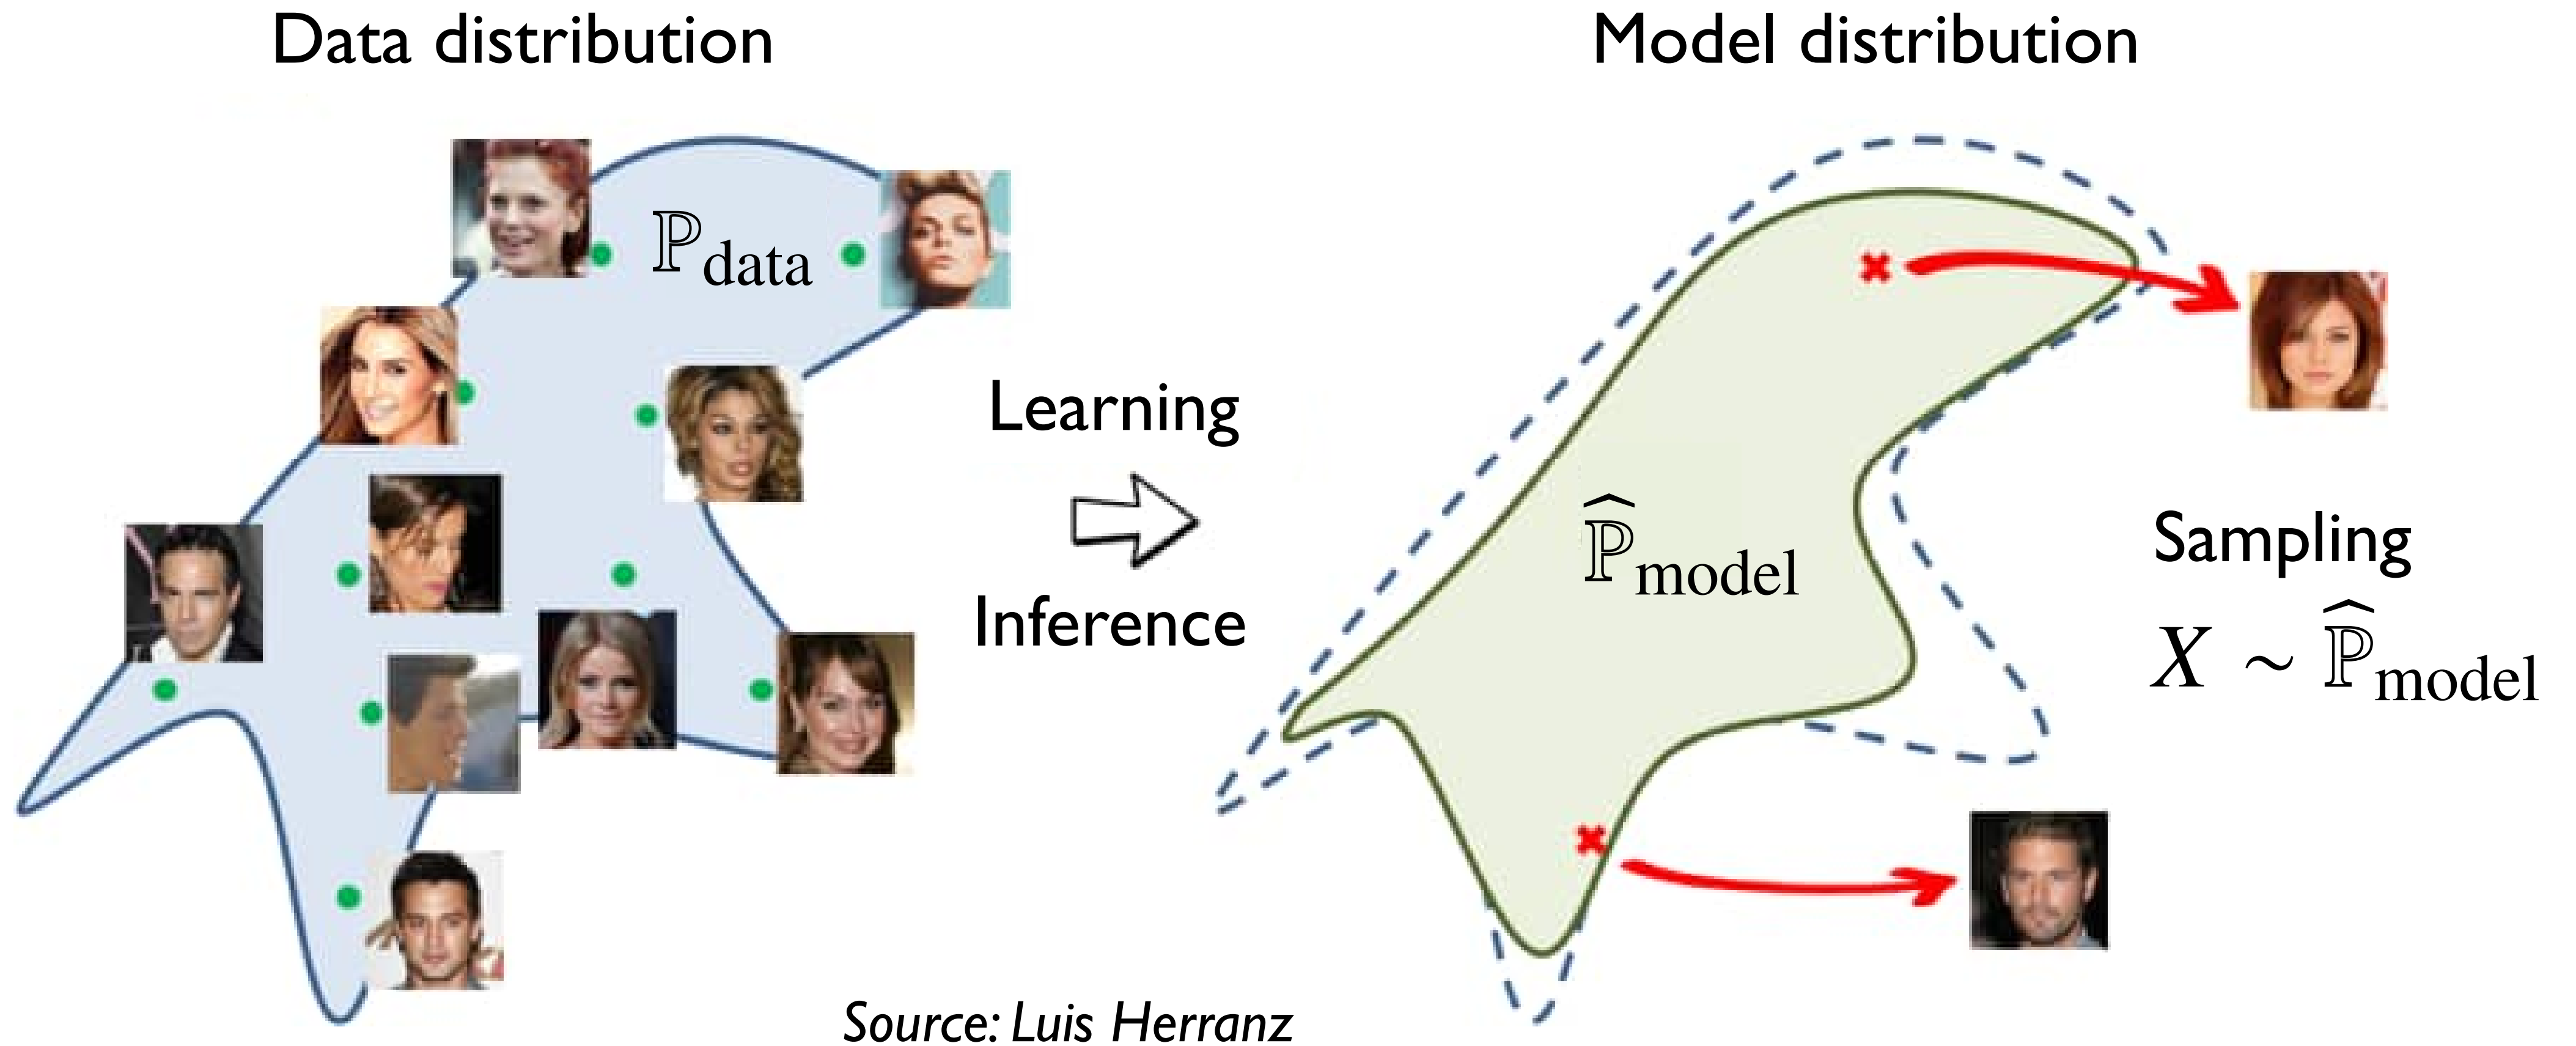 Data distribution
Model distribution
ℙdata
Learning
Inference
ℙ̂model
Sampling
X ~ ℙ̂model
Source: Luis Herranz